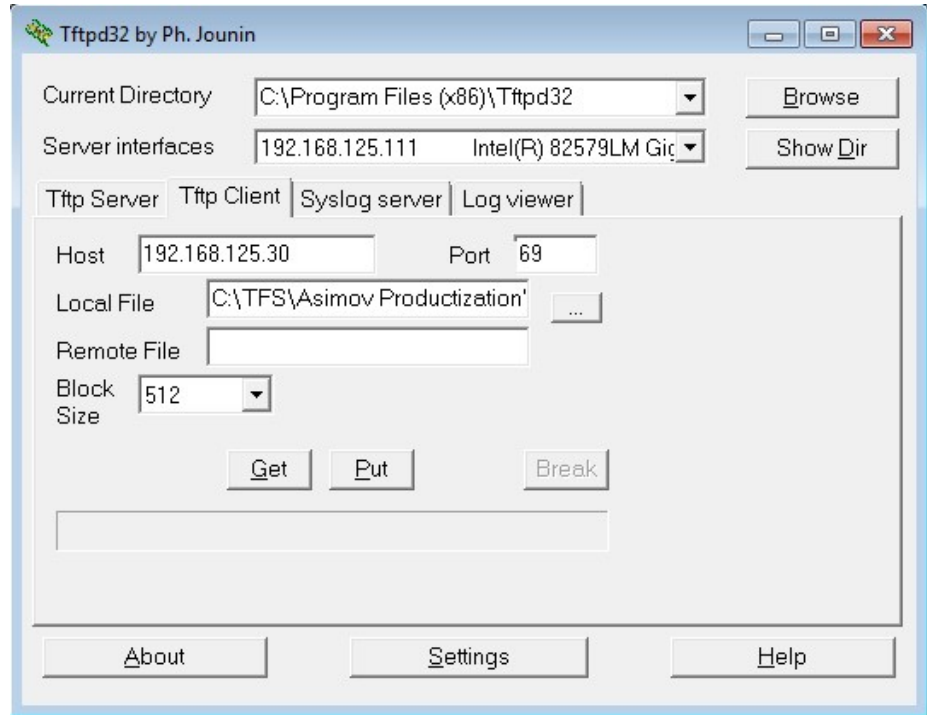 Tftpd32 by Ph. Jounin
Current Directory C:\Program Files (x86)\Tftpd32 Browse
Server interfaces 192.168.125.111 Intel(R) 82579LM Gig Show Dir
Tftp Server Tftp Client Syslog server Log viewer
Host 192.168.125.30 Port 69
Local File C:\TFS\Asimov Productization' ...
Remote File
Block Size 512
Get Put Break
About Settings Help